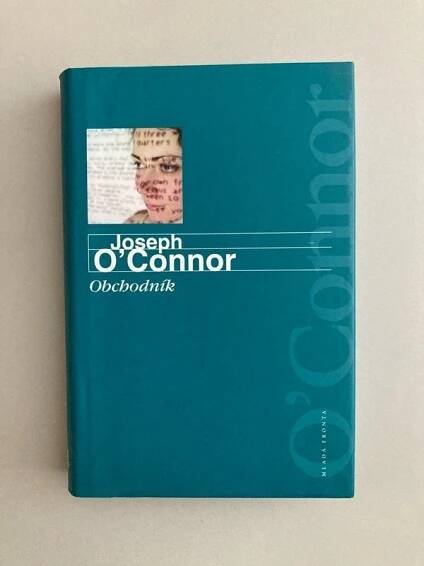 Joseph
O'Connor
Obchodník
O'Connor
MLADÁ FRONTA